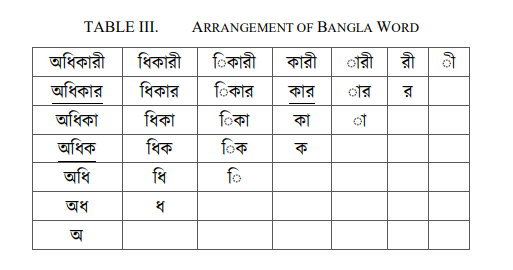 TABLE III. ARRANGEMENT OF BANGLA WORD
অধিকারী ধিকারী িকারী কারী ারী রী ী
অধিকার ধিকার িকার কার ার র
অধিকা ধিকা িকা কা া
অধিক ধিক িক ক
অধি ধি ি
অধ ধ
অ